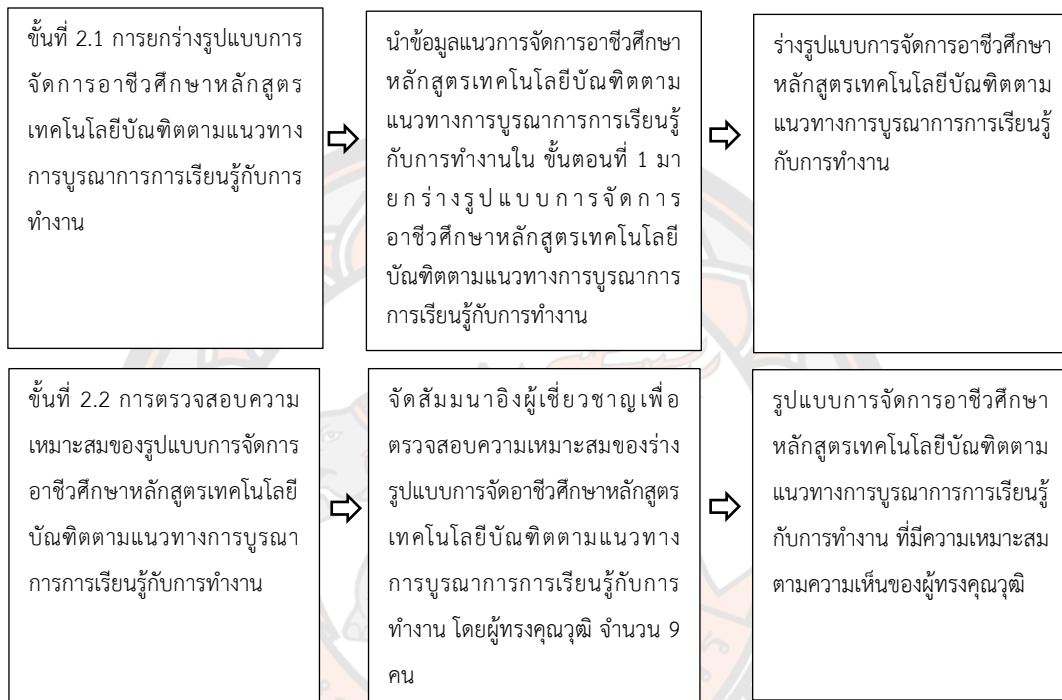 ขั้นที่ 2.1 การยกร่างรูปแบบการ
จัดการอาชีวศึกษาหลักสูตร
เทคโนโลยีบัณฑิตตามแนวทาง
การบูรณาการการเรียนรู้กับการ
ทำงาน
นำข้อมูลแนวการจัดการอาชีวศึกษา
หลักสูตรเทคโนโลยีบัณฑิตตาม
แนวทางการบูรณาการการเรียนรู้
กับการทำงานใน ขั้นตอนที่ 1 มา
ยกร่างรูปแบบการจัดการ
อาชีวศึกษาหลักสูตรเทคโนโลยี
บัณฑิตตามแนวทางการบูรณาการ
การเรียนรู้กับการทำงาน
ร่างรูปแบบการจัดการอาชีวศึกษา
หลักสูตรเทคโนโลยีบัณฑิตตาม
แนวทางการบูรณาการการเรียนรู้
กับการทำงาน
ขั้นที่ 2.2 การตรวจสอบความ
เหมาะสมของรูปแบบการจัดการ
อาชีวศึกษาหลักสูตรเทคโนโลยี
บัณฑิตตามแนวทางการบูรณา
การการเรียนรู้กับการทำงาน
จัดสัมมนาอิงผู้เชี่ยวชาญเพื่อ
ตรวจสอบความเหมาะสมของร่าง
รูปแบบการจัดอาชีวศึกษาหลักสูตร
เทคโนโลยีบัณฑิตตามแนวทาง
การบูรณาการการเรียนรู้กับการ
ทำงาน โดยผู้ทรงคุณวุฒิ จำนวน 9
คน
รูปแบบการจัดการอาชีวศึกษา
หลักสูตรเทคโนโลยีบัณฑิตตาม
แนวทางการบูรณาการการเรียนรู้
กับการทำงาน ที่มีความเหมาะสม
ตามความเห็นของผู้ทรงคุณวุฒิ